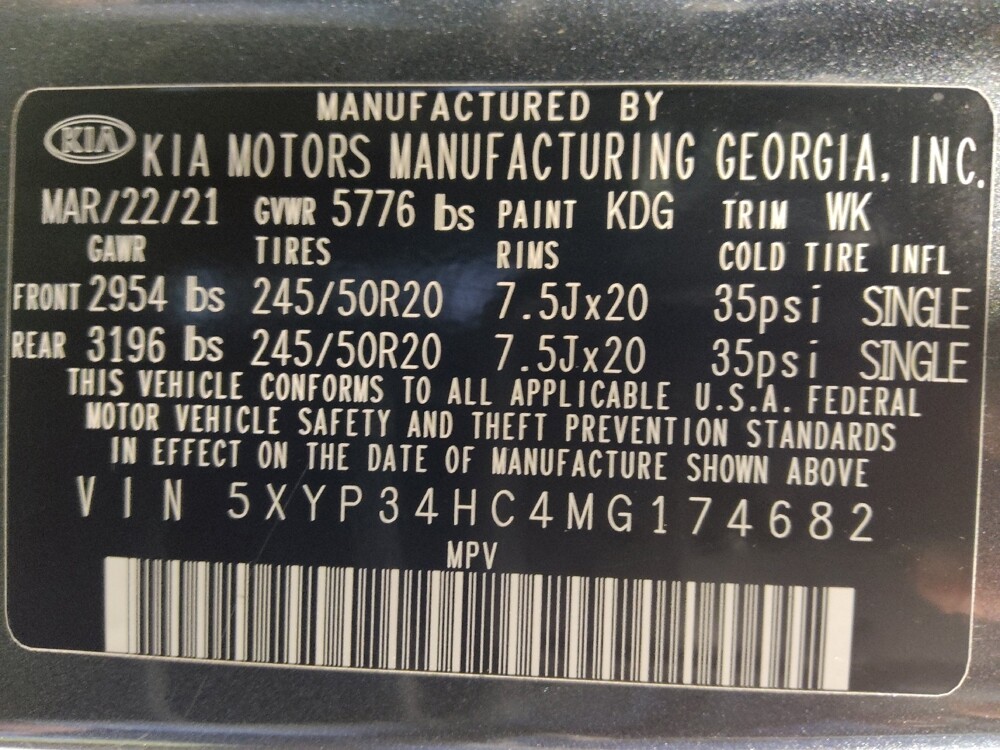 MANUFACTURED BY
KIA KIA MOTORS MANUFACTURING GEORGIA, INC.
MAR/22/21 GVWR 5776 lbs PAINT KDG TRIM WK
GAWR TIRES RIMS COLD TIRE INFL
FRONT 2954 lbs 245/50R20 7.5Jx20 35psi SINGLE
REAR 3196 lbs 245/50R20 7.5Jx20 35psi SINGLE
THIS VEHICLE CONFORMS TO ALL APPLICABLE U.S.A. FEDERAL
MOTOR VEHICLE SAFETY AND THEFT PREVENTION STANDARDS
IN EFFECT ON THE DATE OF MANUFACTURE SHOWN ABOVE
VIN 5XYP34HC4MG174682
MPV